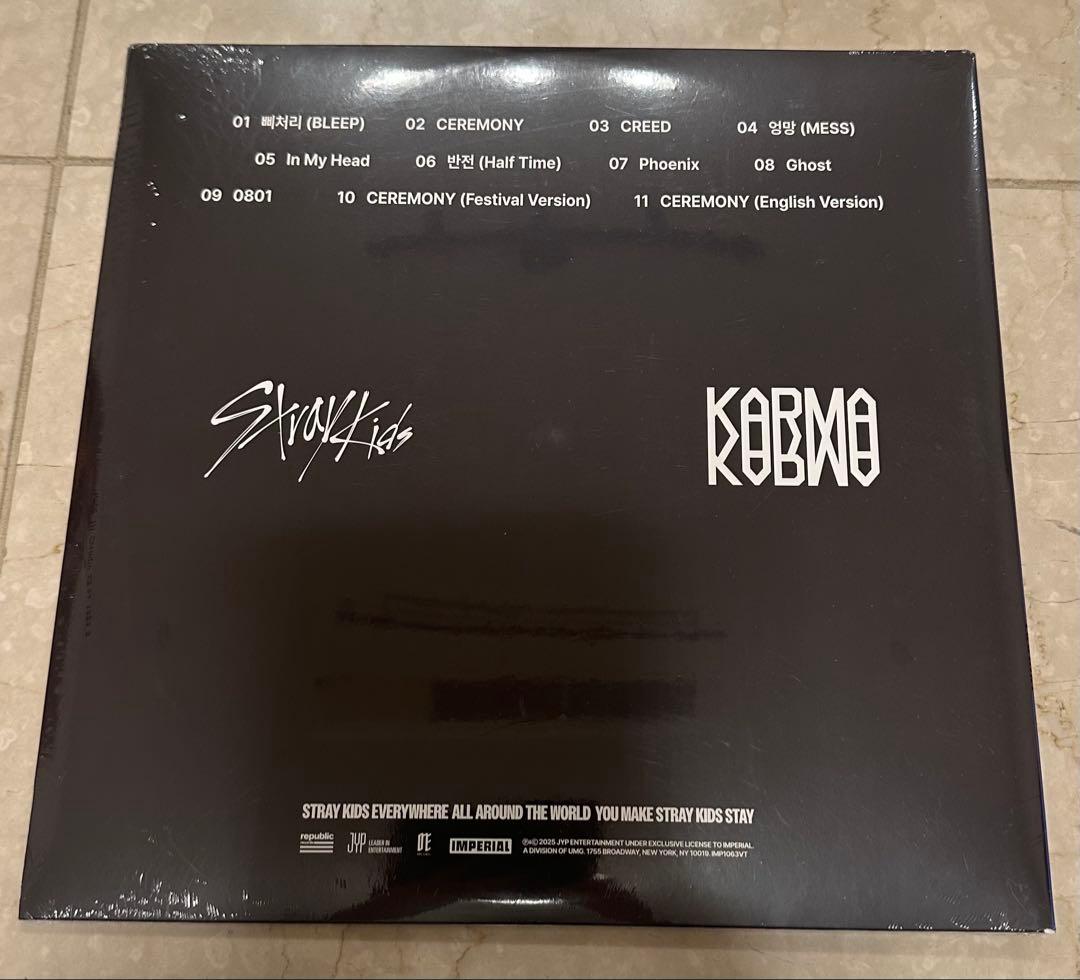 01 삐처리 (BLEEP) 02 CEREMONY 03 CREED 04 엉망 (MESS)
05 In My Head 06 반전 (Half Time) 07 Phoenix 08 Ghost
09 0801 10 CEREMONY (Festival Version) 11 CEREMONY (English Version)
Stray Kids
KARMA
STRAY KIDS EVERYWHERE ALL AROUND THE WORLD YOU MAKE STRAY KIDS STAY
republic
JYP LEADER IN ENTERTAINMENT
IMPERIAL
℗&© 2025 JYP ENTERTAINMENT UNDER EXCLUSIVE LICENSE TO IMPERIAL.
A DIVISION OF UMG. 1755 BROADWAY, NEW YORK, NY 10019. IMP1063VT